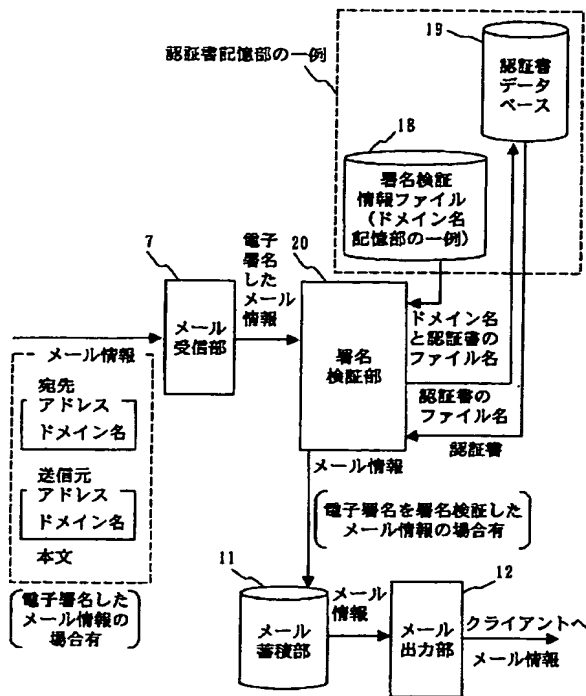 認証書記憶部の一例
19
認証書
データ
ベース
18
署名検証
情報ファイル
(ドメイン名
記憶部の一例)
7
メール
受信部
電子
署名
した
メール
情報
20
署名
検証部
ドメイン名
と認証書の
ファイル名
認証書の
ファイル名
認証書
メール情報
宛先
アドレス
ドメイン名
送信元
アドレス
ドメイン名
本文
電子署名した
メール情報の
場合有
メール情報
電子署名を署名検証した
メール情報の場合有
11
メール
蓄積部
メール
情報
12
メール
出力部
クライアントへ
メール情報